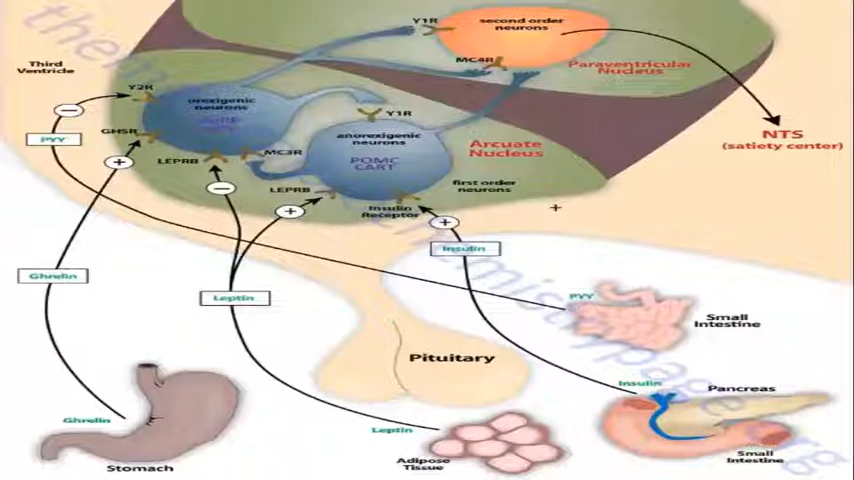 Y1R
second order
neurons
MC4R
Paraventricular
Nucleus
Third
Ventricle
Y2R
orexigenic
neurons
Y1R
NTS
(satiety center)
PYY
GHSR
anorexigenic
neurons
Arcuate
Nucleus
MC3R
LEPRB
POMC
CART
LEPRB
first order
neurons
Insulin
Receptor
Insulin
Ghrelin
Leptin
PYY
Small
Intestine
Pituitary
Insulin
Pancreas
Ghrelin
Leptin
Stomach
Adipose
Tissue
Small
Intestine